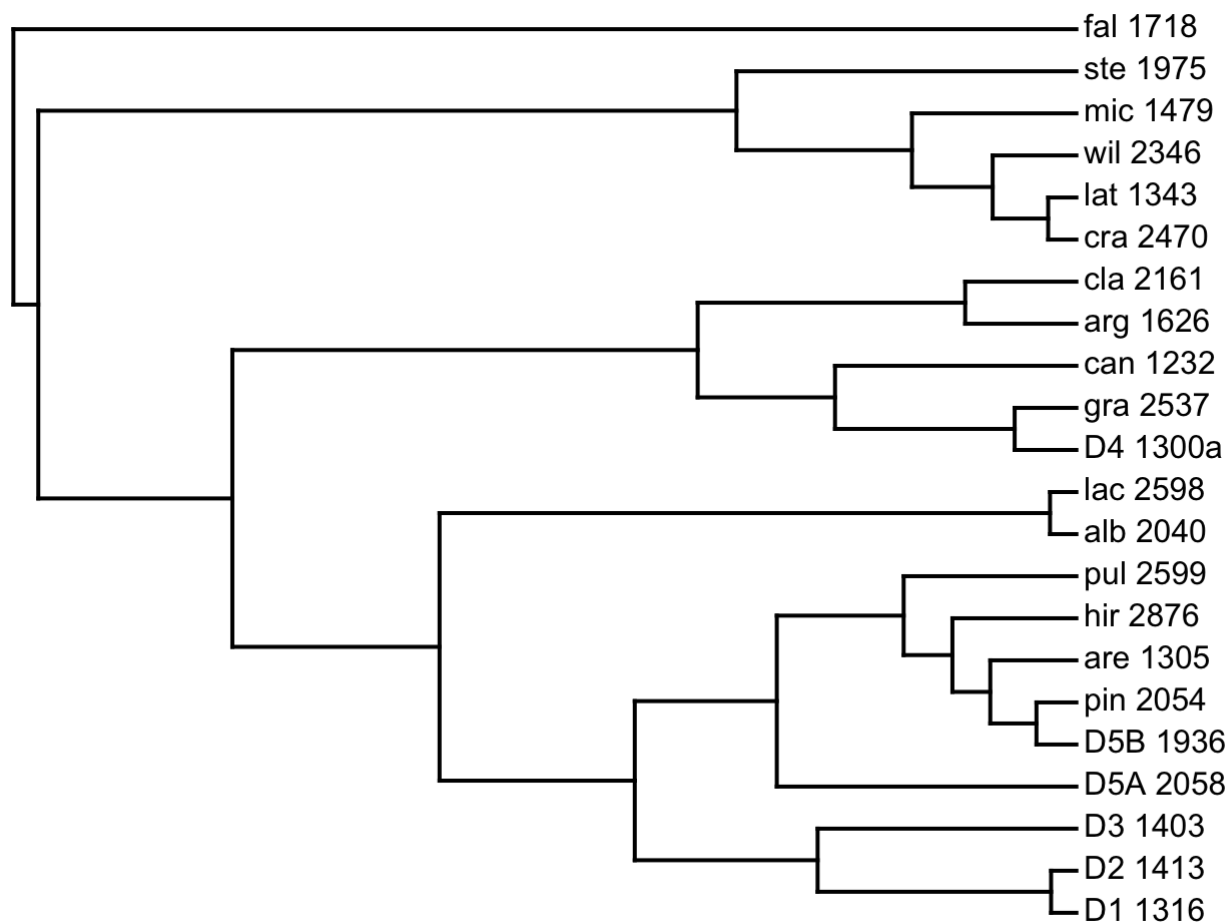 fal 1718
ste 1975
mic 1479
wil 2346
lat 1343
cra 2470
cla 2161
arg 1626
can 1232
gra 2537
D4 1300a
lac 2598
alb 2040
pul 2599
hir 2876
are 1305
pin 2054
D5B 1936
D5A 2058
D3 1403
D2 1413
D1 1316